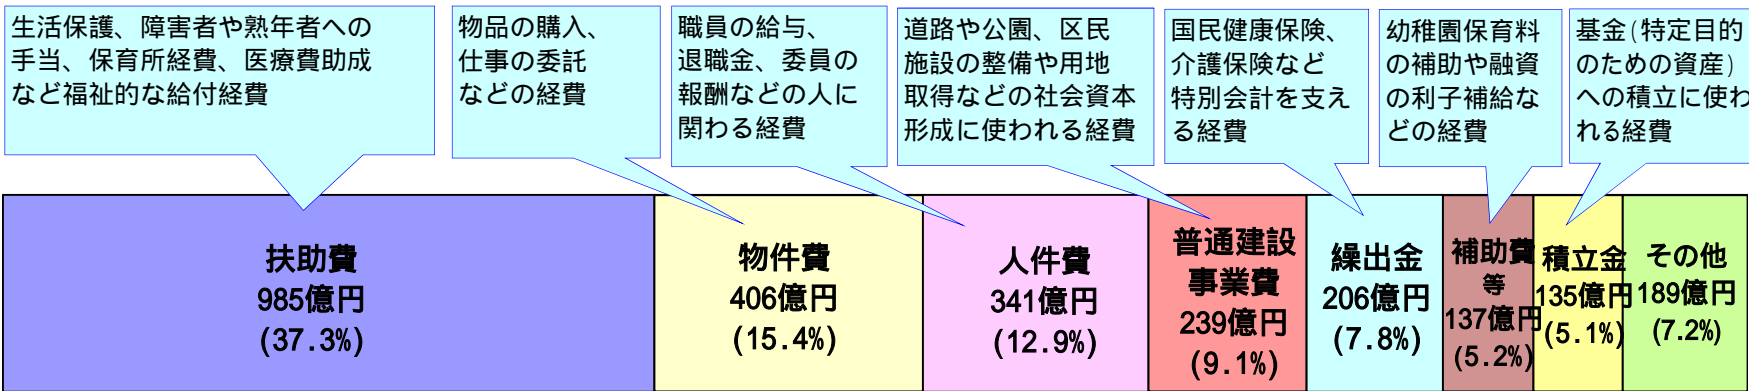 生活保護、障害者や熟年者への
手当、保育所経費、医療費助成
など福祉的な給付経費
物品の購入、
仕事の委託
などの経費
職員の給与、
退職金、委員の
報酬などの人に
関わる経費
道路や公園、区民
施設の整備や用地
取得などの社会資本
形成に使われる経費
国民健康保険、
介護保険など
特別会計を支え
る経費
幼稚園保育料
の補助や融資
の利子補給な
どの経費
基金(特定目的
のための資産)
への積立に使わ
れる経費
扶助費
985億円
(37.3%)
物件費
406億円
(15.4%)
人件費
341億円
(12.9%)
普通建設
事業費
239億円
(9.1%)
繰出金
206億円
(7.8%)
補助費
等
137億円
(5.2%)
積立金
135億円
(5.1%)
その他
189億円
(7.2%)